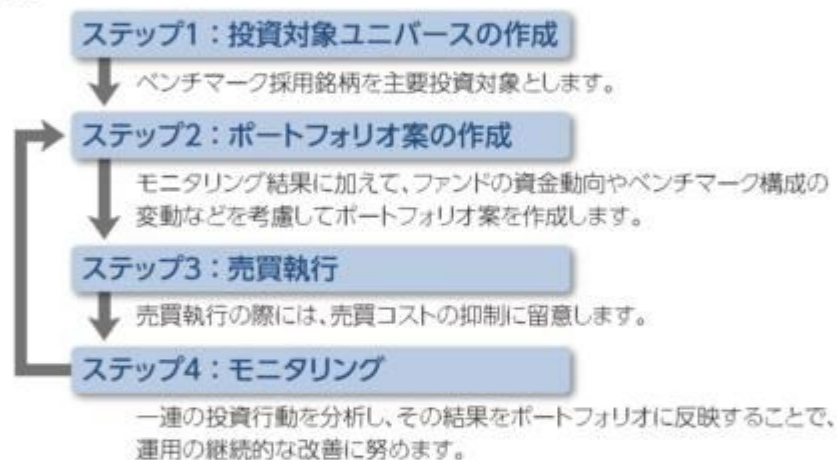 ステップ1：投資対象ユニバースの作成
ベンチマーク採用銘柄を主要投資対象とします。
ステップ2：ポートフォリオ案の作成
モニタリング結果に加えて、ファンドの資金動向やベンチマーク構成の
変動などを考慮してポートフォリオ案を作成します。
ステップ3：売買執行
売買執行の際には、売買コストの抑制に留意します。
ステップ4：モニタリング
一連の投資行動を分析し、その結果をポートフォリオに反映することで、
運用の継続的な改善に努めます。